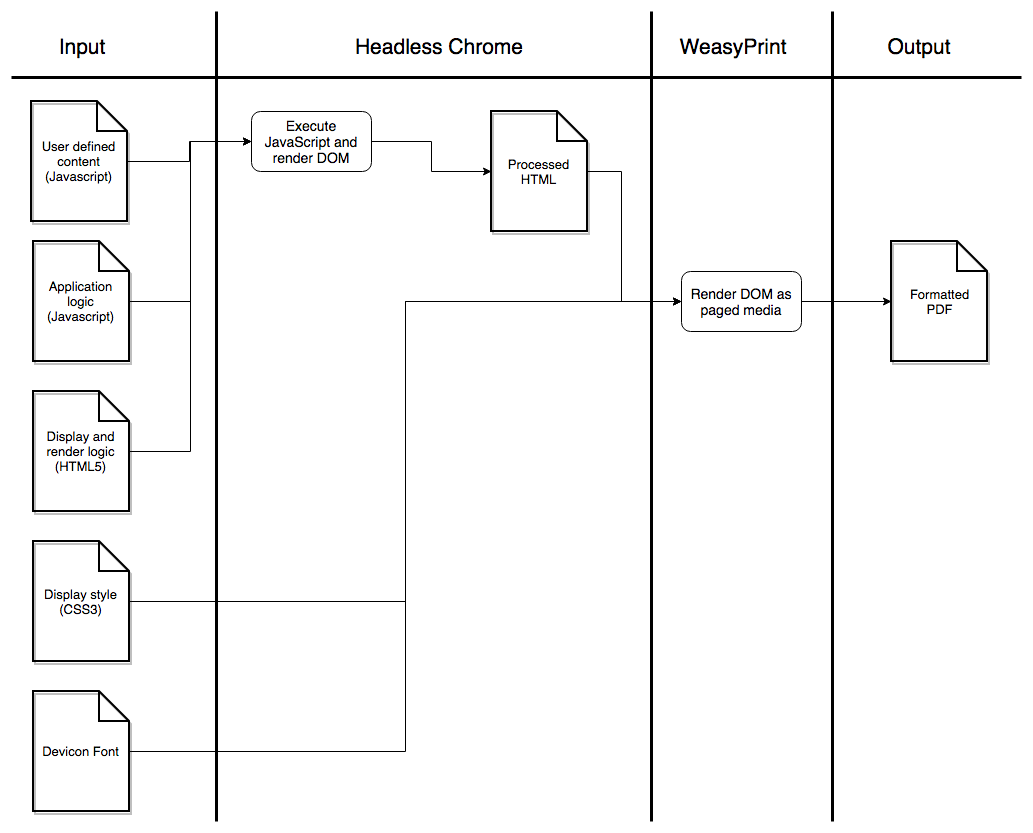 Input
Headless Chrome
WeasyPrint
Output
User defined
content
(Javascript)
Execute
JavaScript and
render DOM
Processed
HTML
Application
logic
(Javascript)
Render DOM as
paged media
Formatted
PDF
Display and
render logic
(HTML5)
Display style
(CSS3)
Devicon Font